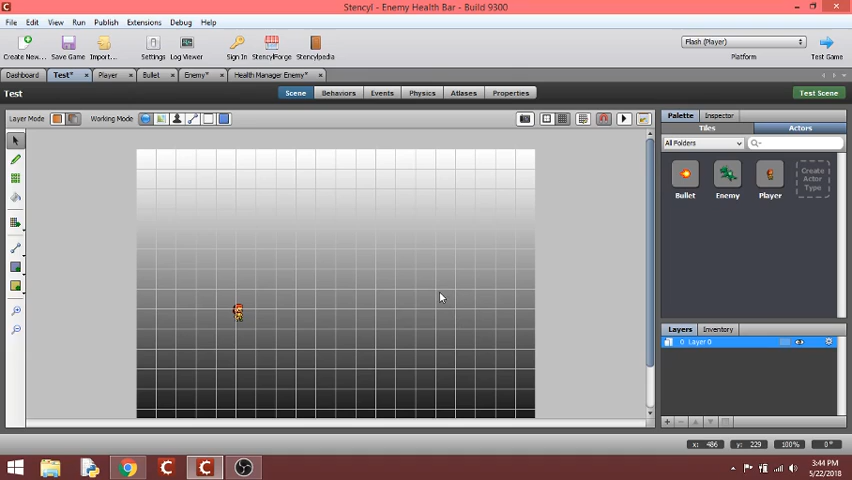 Stencyl - Enemy Health Bar - Build 9300
File Edit View Run Publish Extensions Debug Help
Create New... Save Game Import... Settings Log Viewer Sign In StencylForge Stencylpedia
Flash (Player)
Platform
Test Game
Dashboard Test* Player Bullet Enemy* Health Manager Enemy*
Test
Scene Behaviors Events Physics Atlases Properties
Test Scene
Layer Mode Working Mode
Palette Inspector
Tiles Actors
All Folders
Bullet Enemy Player
Create
Actor
Type
Layers Inventory
0 Layer 0
x: 486 y: 229 100% 0°
3:44 PM
5/22/2018